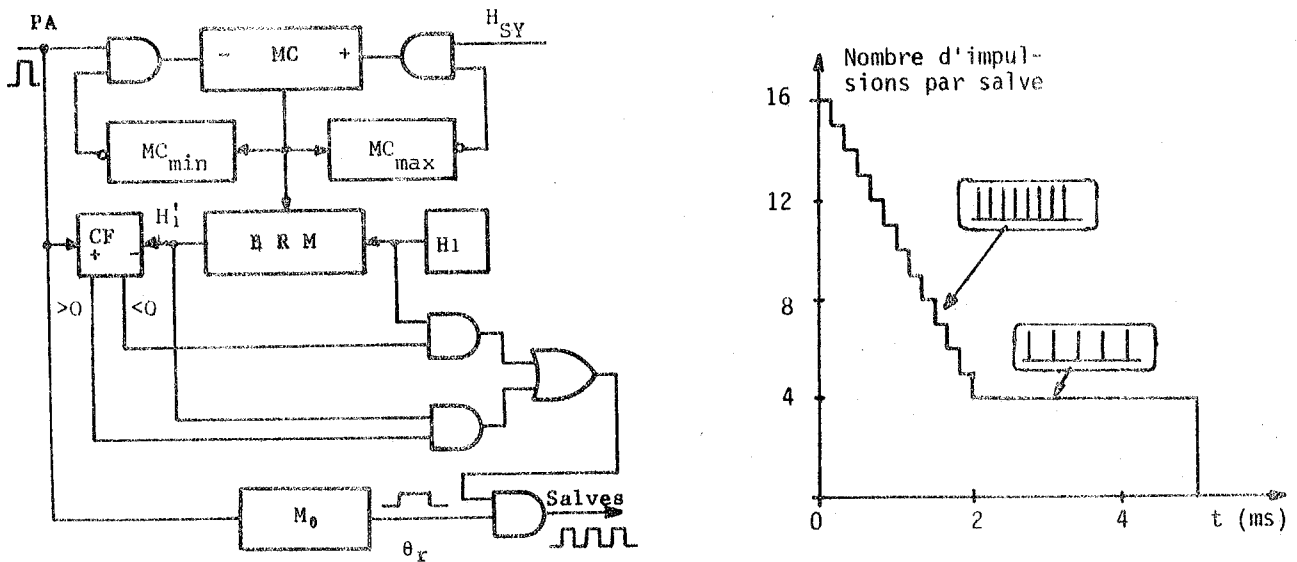 PA
H_SY
- MC +
MC_min
MC_max
CF
+ -
H'_1
B R M
H1
>0
<0
M_0
θ_r
Salves
Nombre d'impul-
sions par salve
16
12
8
4
0
2
4
t (ms)